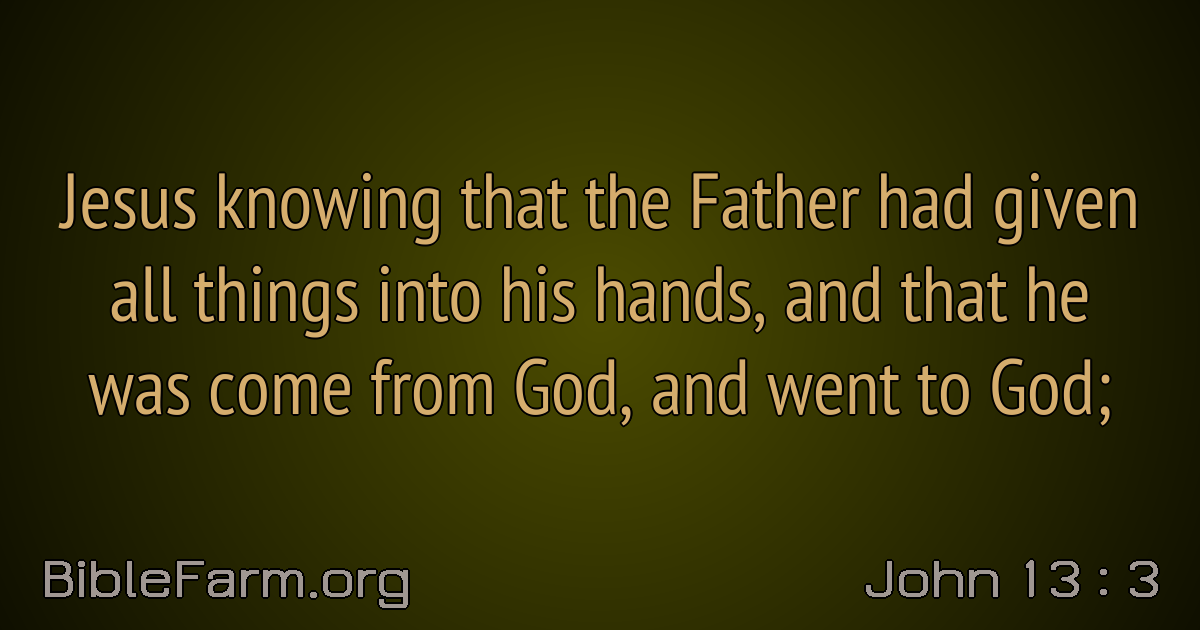 Jesus knowing that the Father had given
all things into his hands, and that he
was come from God, and went to God;
BibleFarm.org
John 13 : 3